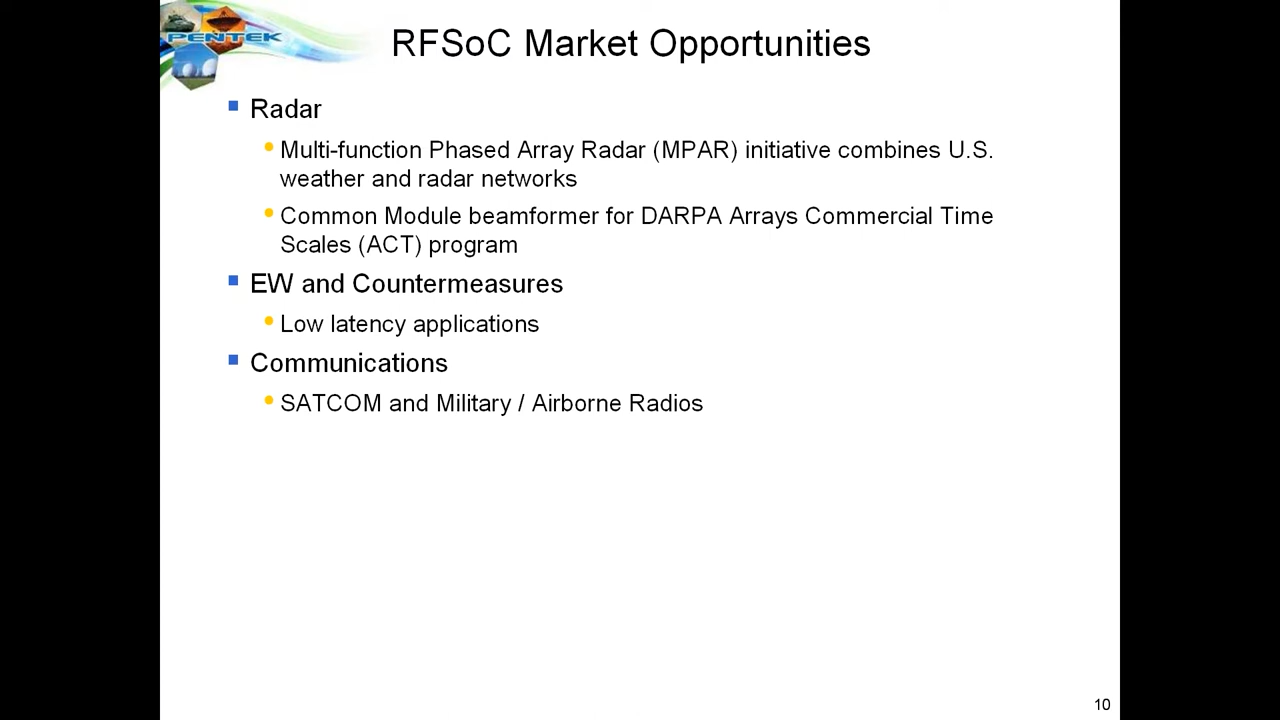 PENTEK
RFSoC Market Opportunities
Radar
Multi-function Phased Array Radar (MPAR) initiative combines U.S.
weather and radar networks
Common Module beamformer for DARPA Arrays Commercial Time
Scales (ACT) program
EW and Countermeasures
Low latency applications
Communications
SATCOM and Military / Airborne Radios
10